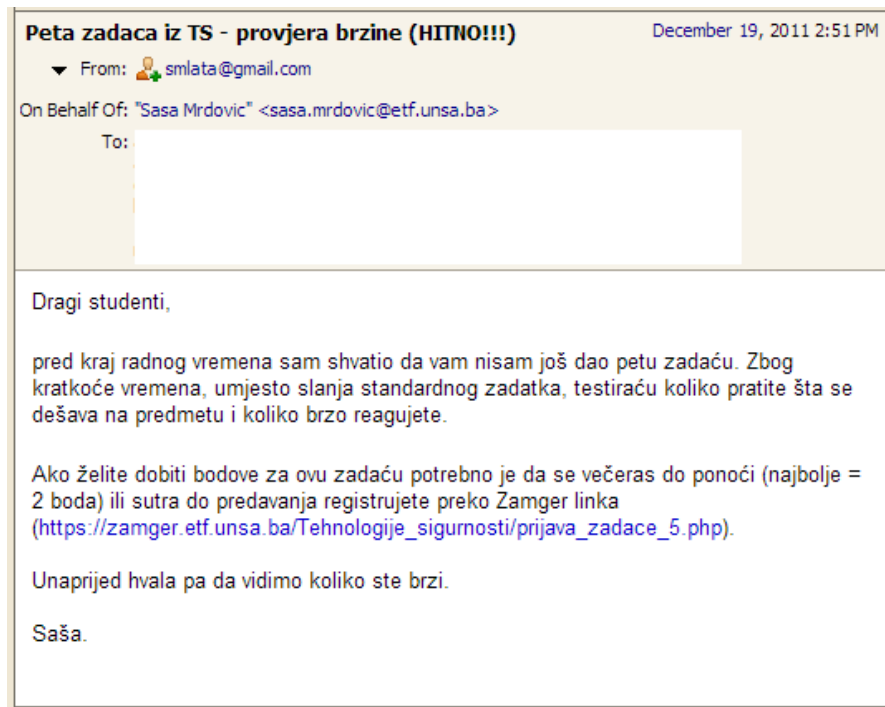 Peta zadaca iz TS - provjera brzine (HITNO!!!) December 19, 2011 2:51 PM
From: smlata@gmail.com
On Behalf Of: "Sasa Mrdovic" <sasa.mrdovic@etf.unsa.ba>
To:
Dragi studenti,
pred kraj radnog vremena sam shvatio da vam nisam još dao petu zadaću. Zbog
kratkoće vremena, umjesto slanja standardnog zadatka, testiraću koliko pratite šta se
dešava na predmetu i koliko brzo reagujete.
Ako želite dobiti bodove za ovu zadaću potrebno je da se večeras do ponoći (najbolje =
2 boda) ili sutra do predavanja registrujete preko Zamger linka
(https://zamger.etf.unsa.ba/Tehnologije_sigurnosti/prijava_zadace_5.php).
Unaprijed hvala pa da vidimo koliko ste brzi.
Saša.